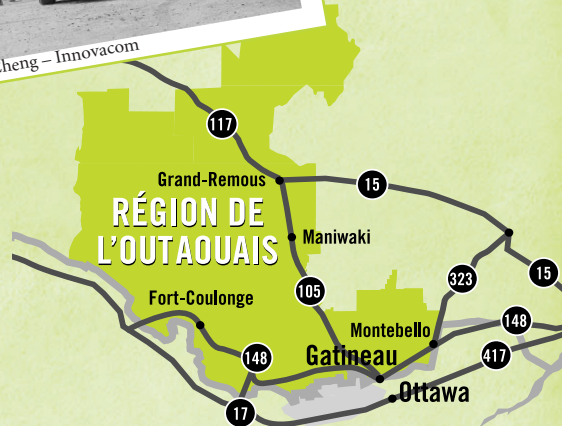 heng – Innovacom
117
Grand-Remous
15
RÉGION DE
L'OUTAOUAIS
Maniwaki
105
323
15
Fort-Coulonge
148
Montebello
148
Gatineau
417
Ottawa
17